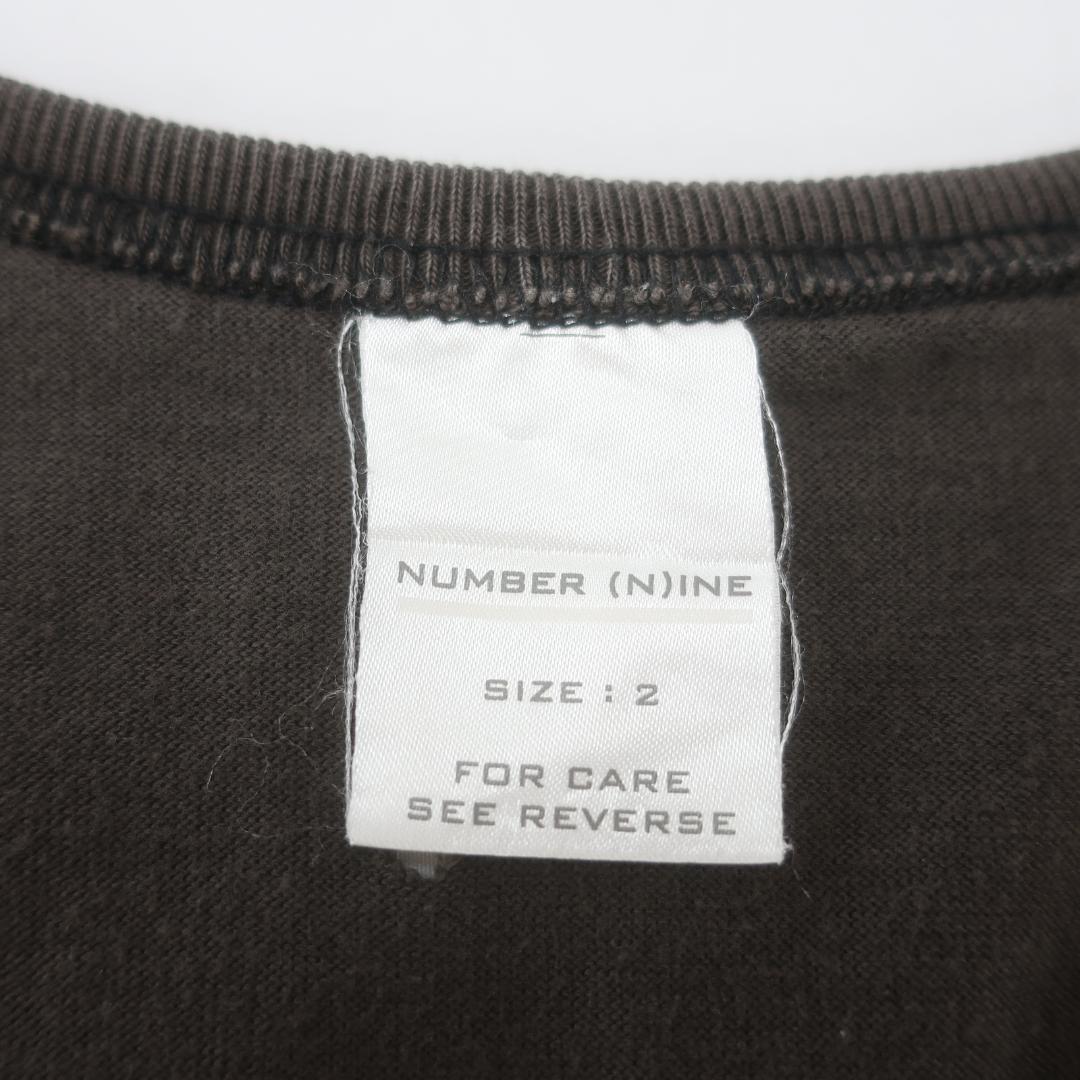 NUMBER (N)INE
SIZE : 2
FOR CARE
SEE REVERSE